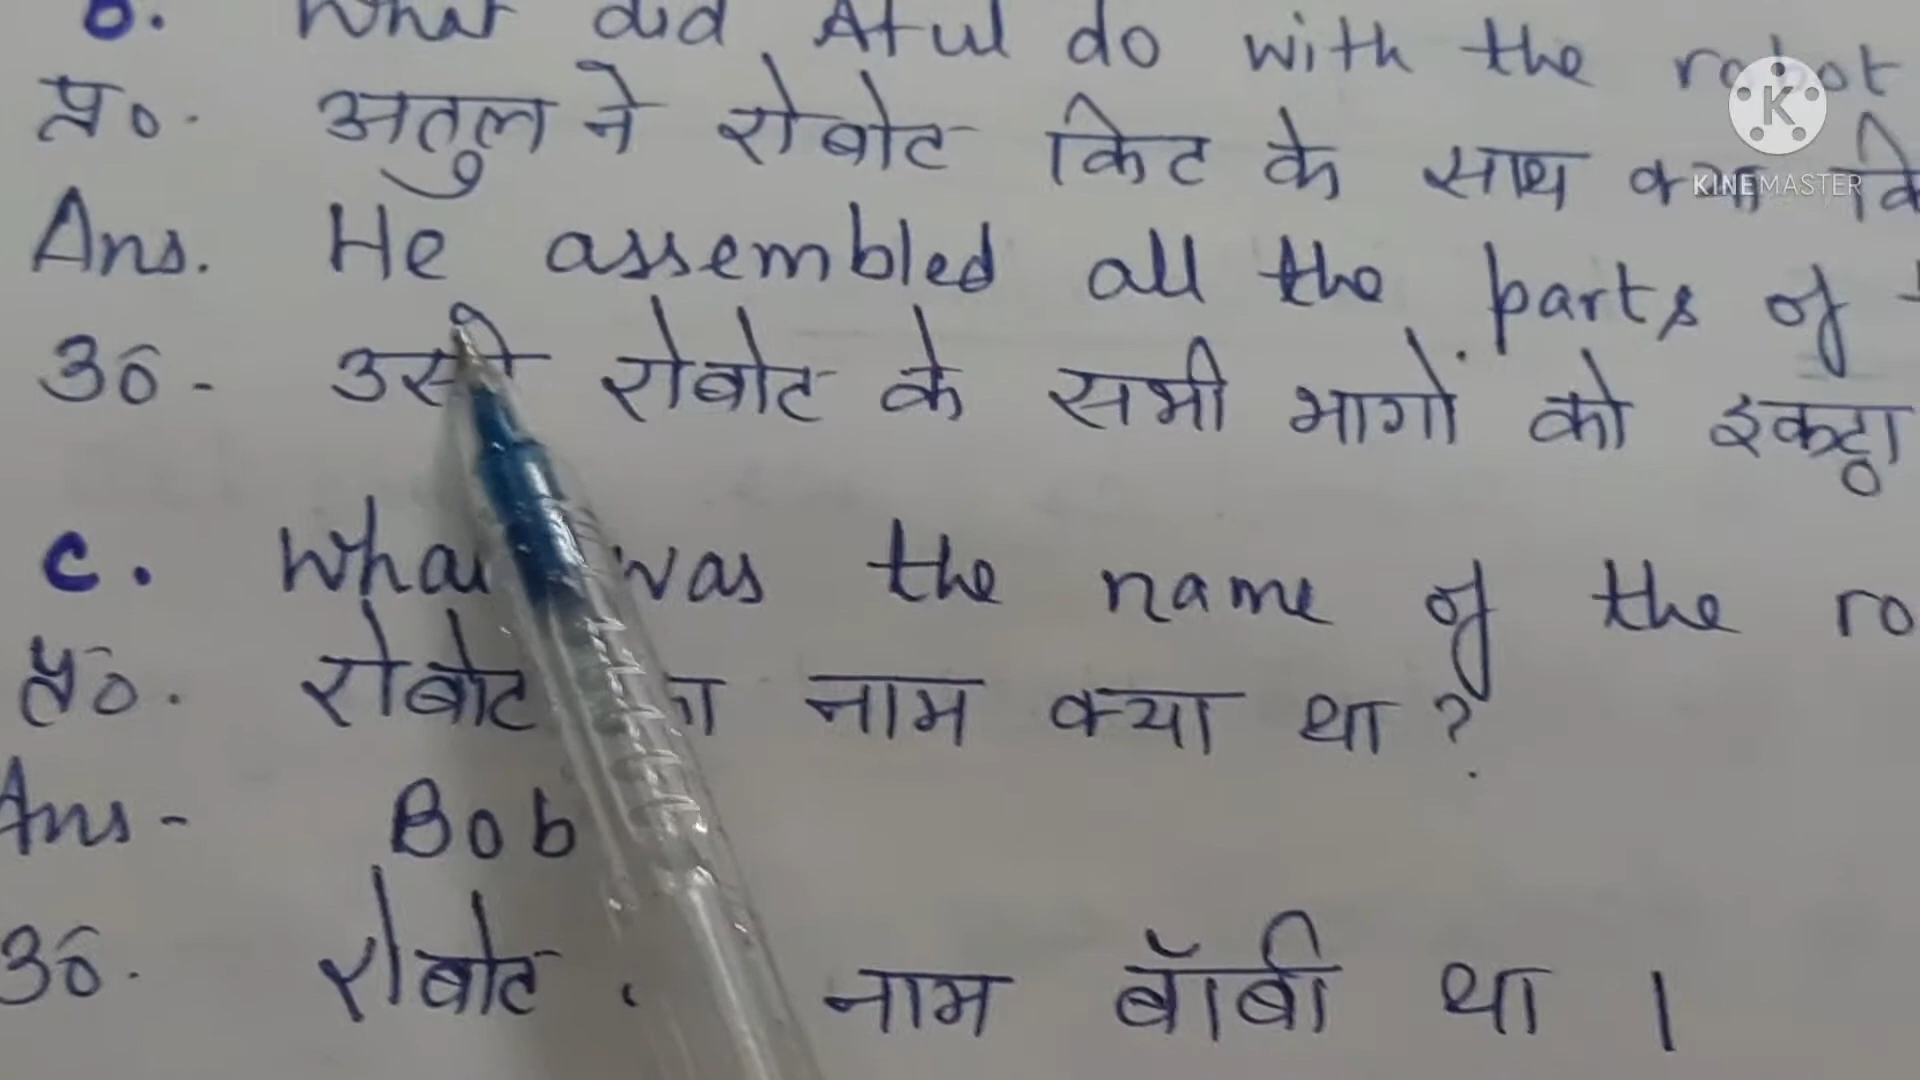 b. What did Atul do with the robot
प्र०. अतुल ने रोबोट किट के साथ क्या
KINEMASTER
Ans. He assembled all the parts of
उ०- रोबोट के सभी भागों को इकट्ठा
c. was the name of the
प्र०. रोबोट नाम क्या था?
Ans- Bob
उ०. रोबोट नाम बॉबी था ।